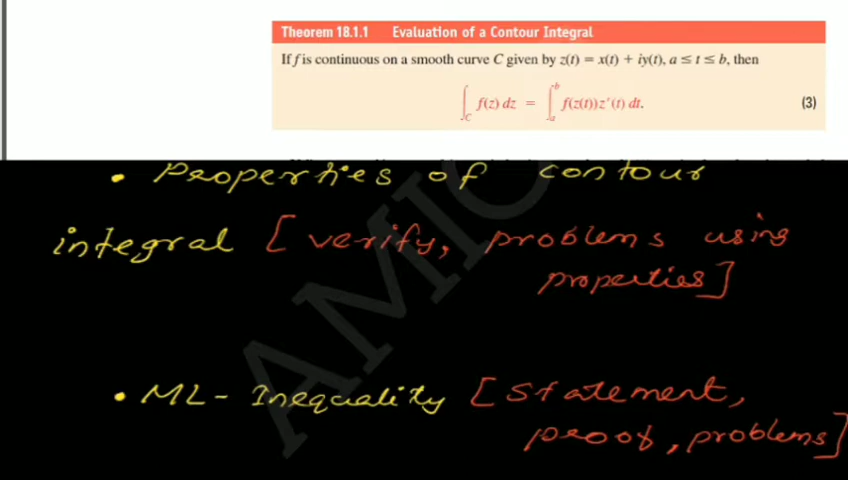 Theorem 18.1.1 Evaluation of a Contour Integral
If f is continuous on a smooth curve C given by z(t) = x(t) + iy(t), a ≤ t ≤ b, then
∫_C f(z) dz = ∫_a^b f(z(t)) z′(t) dt. (3)
• Properties of contour
integral [verify, problems using
properties]
• ML - Inequality [Statement,
proof, problems]